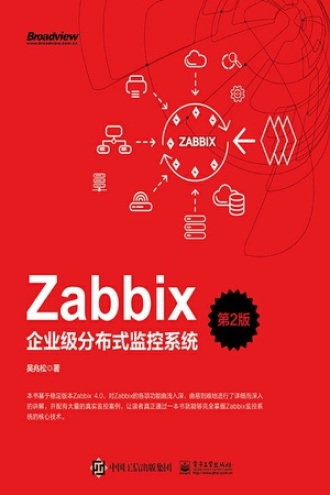 Broadview
www.broadview.com.cn
ZABBIX
Zabbix
企业级分布式监控系统
第2版
吴兆松◎著
本书基于稳定版本Zabbix 4.0，对Zabbix的各项功能由浅入深、由易到难地进行了详细而深入
的讲解，并配有大量的真实监控案例，让读者真正通过一本书就能够完全掌握Zabbix监控系
统的核心技术。
中国工信出版集团
电子工业出版社